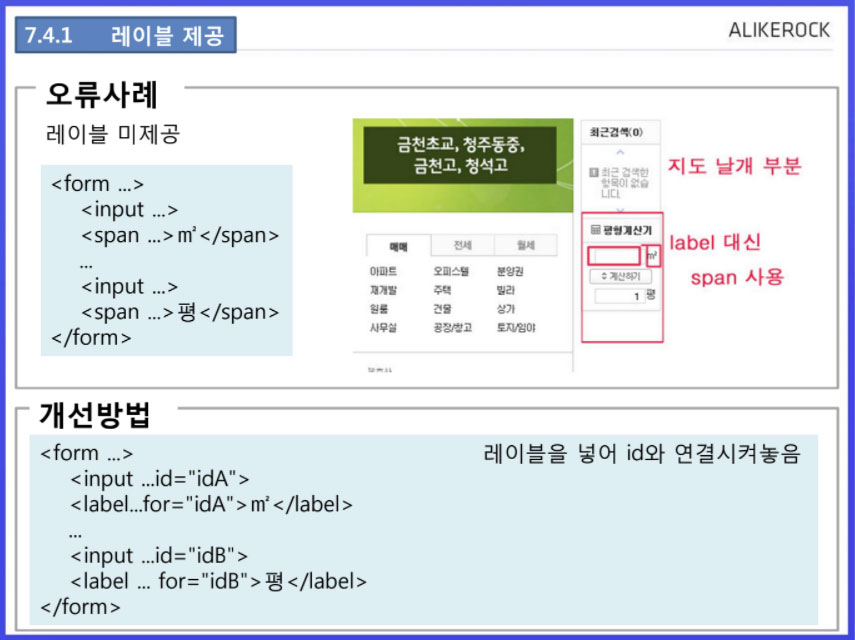 7.4.1 레이블 제공
ALIKEROCK
오류사례
레이블 미제공
<form ...>
<input ...>
<span ...>㎡</span>
...
<input ...>
<span ...>평</span>
</form>
금천초교, 청주동중,
금천고, 청석고
매매 전세 월세
아파트 오피스텔 분양권
재개발 주택 빌라
원룸 건물 상가
사무실 공장/창고 토지/임야
최근검색(0)
최근 검색한
항목이 없습
니다.
평형계산기
㎡
계산하기
1 평
지도 날개 부분
label 대신
span 사용
개선방법
<form ...>
<input ...id="idA">
<label...for="idA">㎡</label>
...
<input ...id="idB">
<label ... for="idB">평</label>
</form>
레이블을 넣어 id와 연결시켜놓음